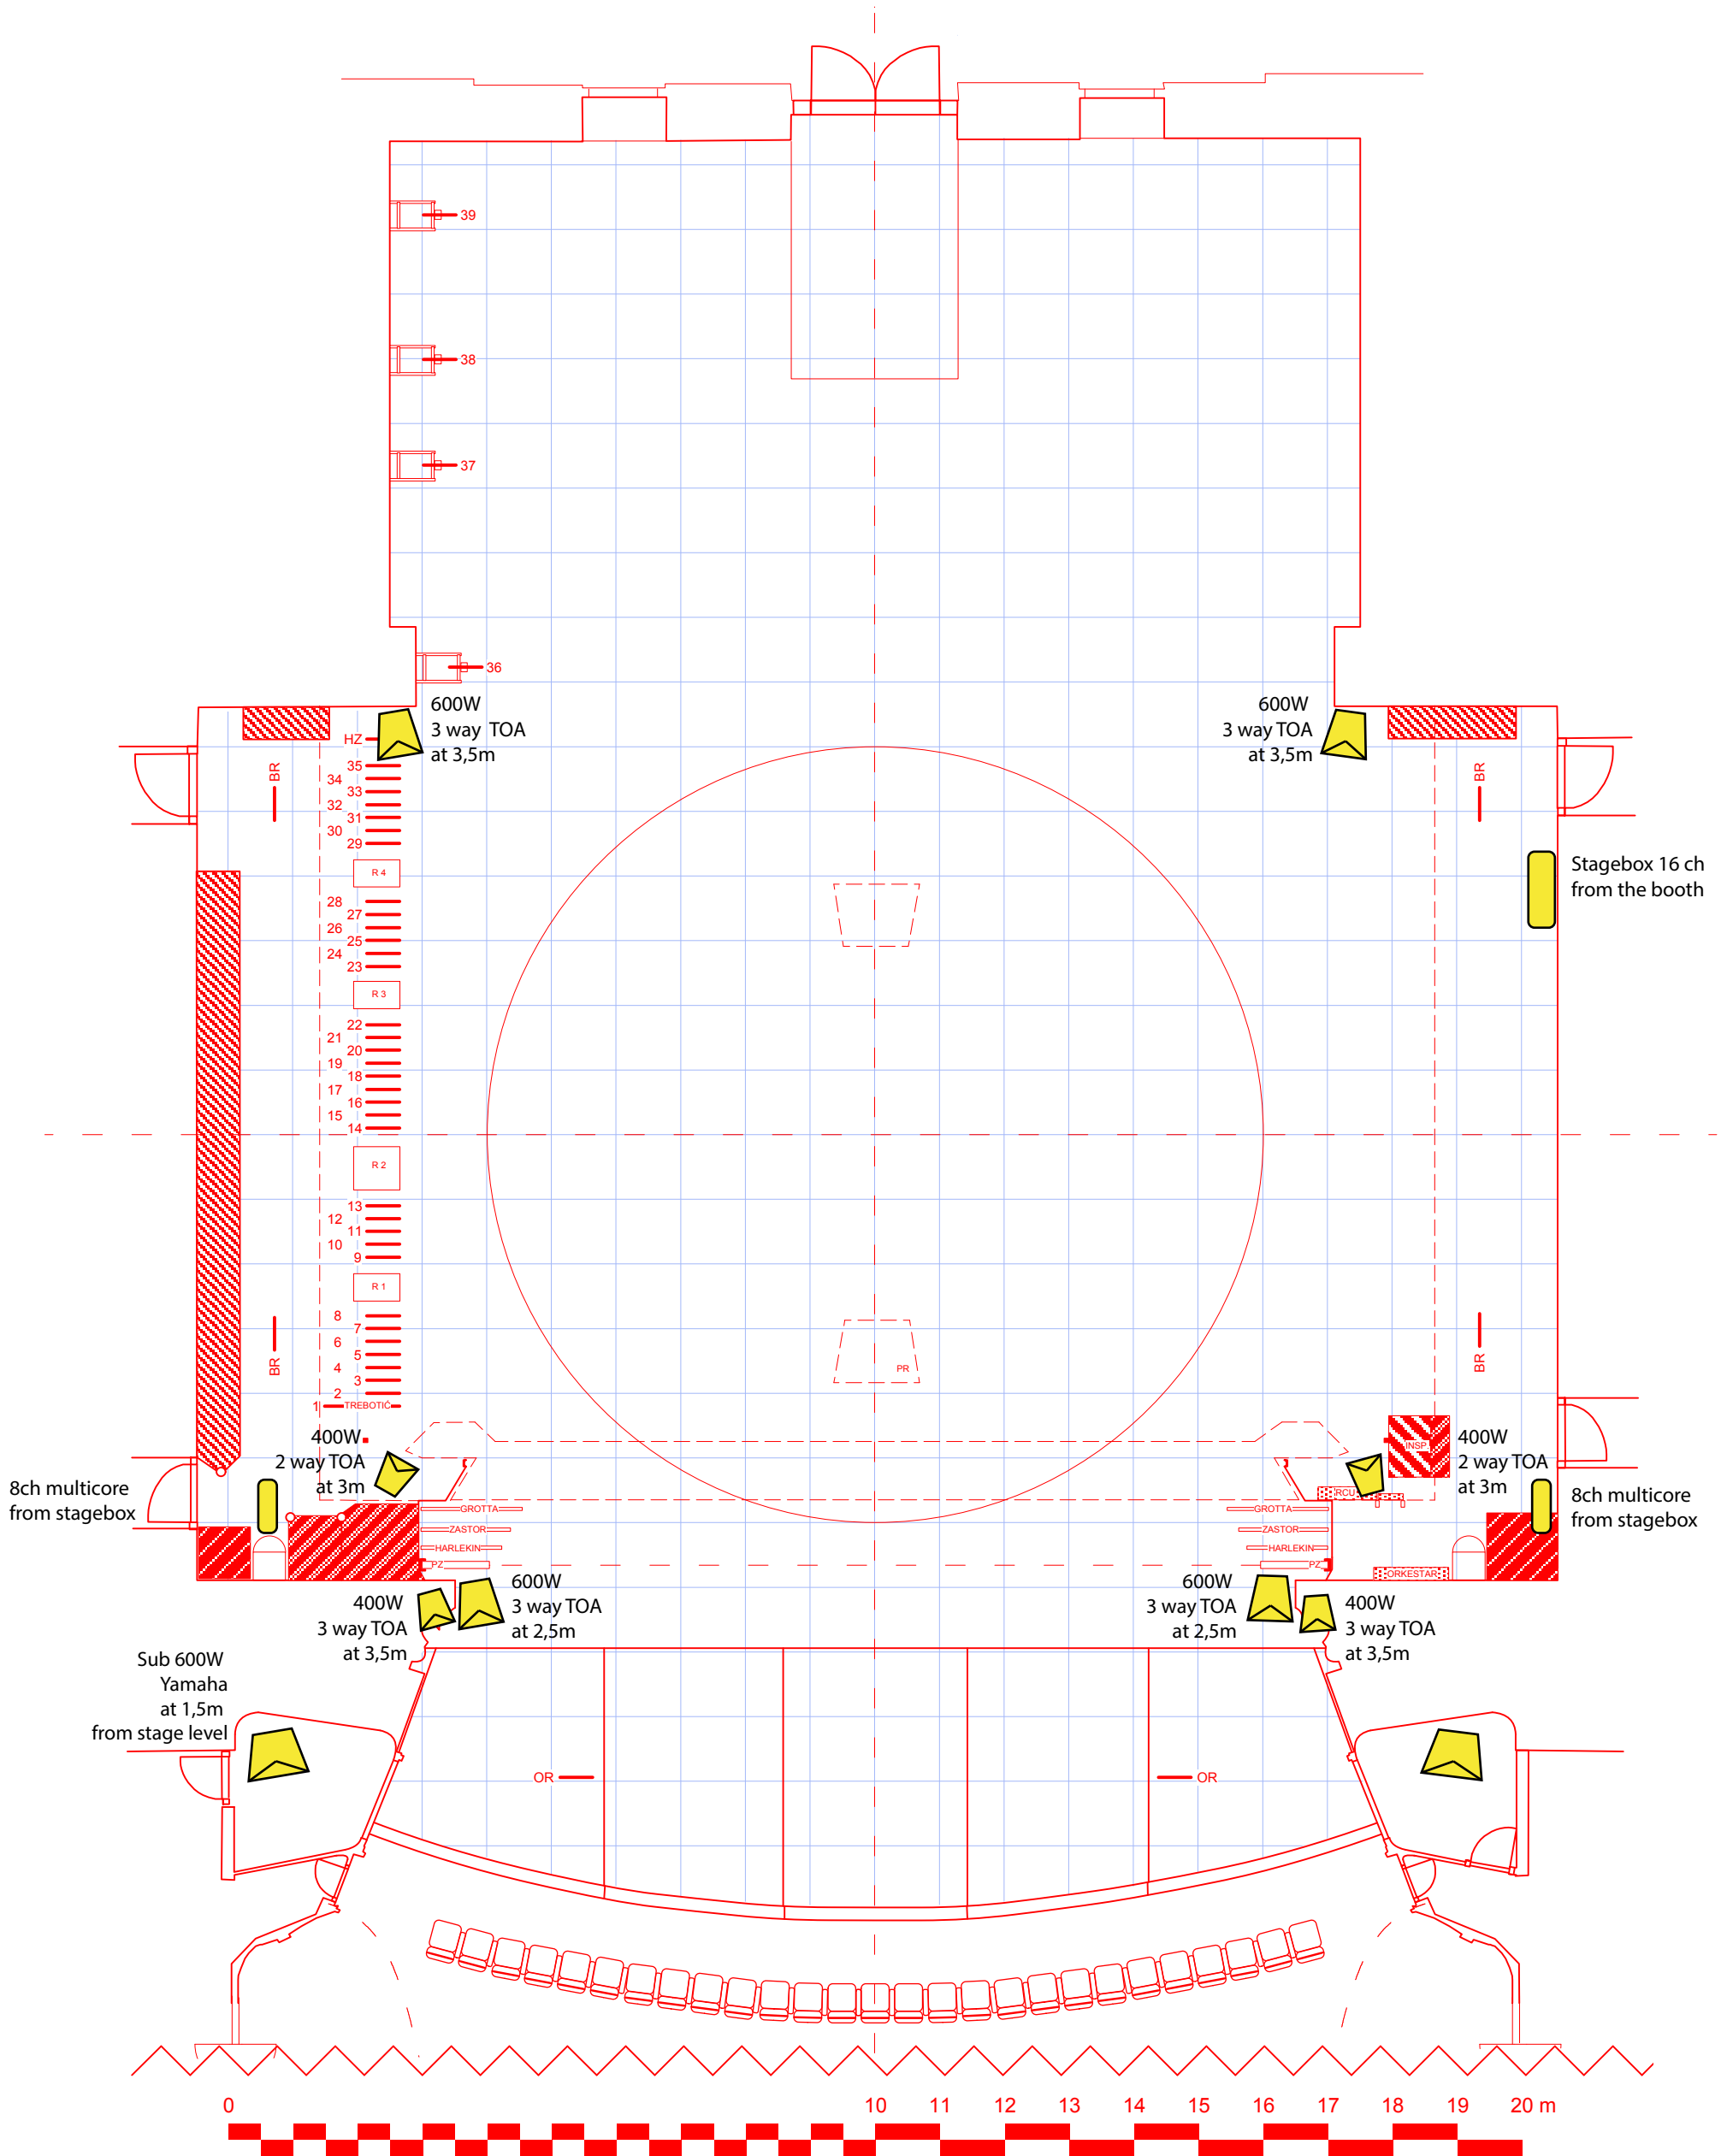 39
38
37
36
600W
3 way TOA
at 3,5m
600W
3 way TOA
at 3,5m
HZ
BR
BR
35
34
33
32
31
30
29
R 4
Stagebox 16 ch
from the booth
28
27
26
25
24
23
R 3
22
21
20
19
18
17
16
15
14
R 2
13
12
11
10
9
R 1
8
7
6
5
4
3
2
1 TREBOTIĆ
BR
BR
PR
400W
2 way TOA
at 3m
INSP.
400W
2 way TOA
at 3m
RCU
8ch multicore
from stagebox
8ch multicore
from stagebox
GROTTA
GROTTA
ZASTOR
ZASTOR
HARLEKIN
HARLEKIN
PZ
PZ
ORKESTAR
400W
3 way TOA
at 3,5m
600W
3 way TOA
at 2,5m
600W
3 way TOA
at 2,5m
400W
3 way TOA
at 3,5m
Sub 600W
Yamaha
at 1,5m
from stage level
OR
OR
0 10 11 12 13 14 15 16 17 18 19 20 m